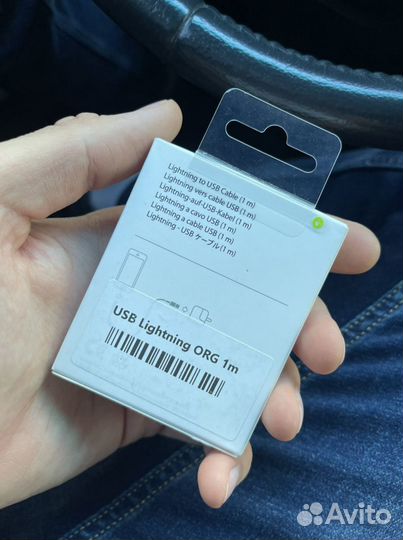 Lightning to USB Cable (1 m)
Lightning vers cable USB (1 m)
Lightning-auf-USB-Kabel (1 m)
Lightning a cavo USB (1 m)
Lightning a cable USB (1 m)
Lightning - USB ケーブル (1 m)
USB Lightning ORG 1m
Avito